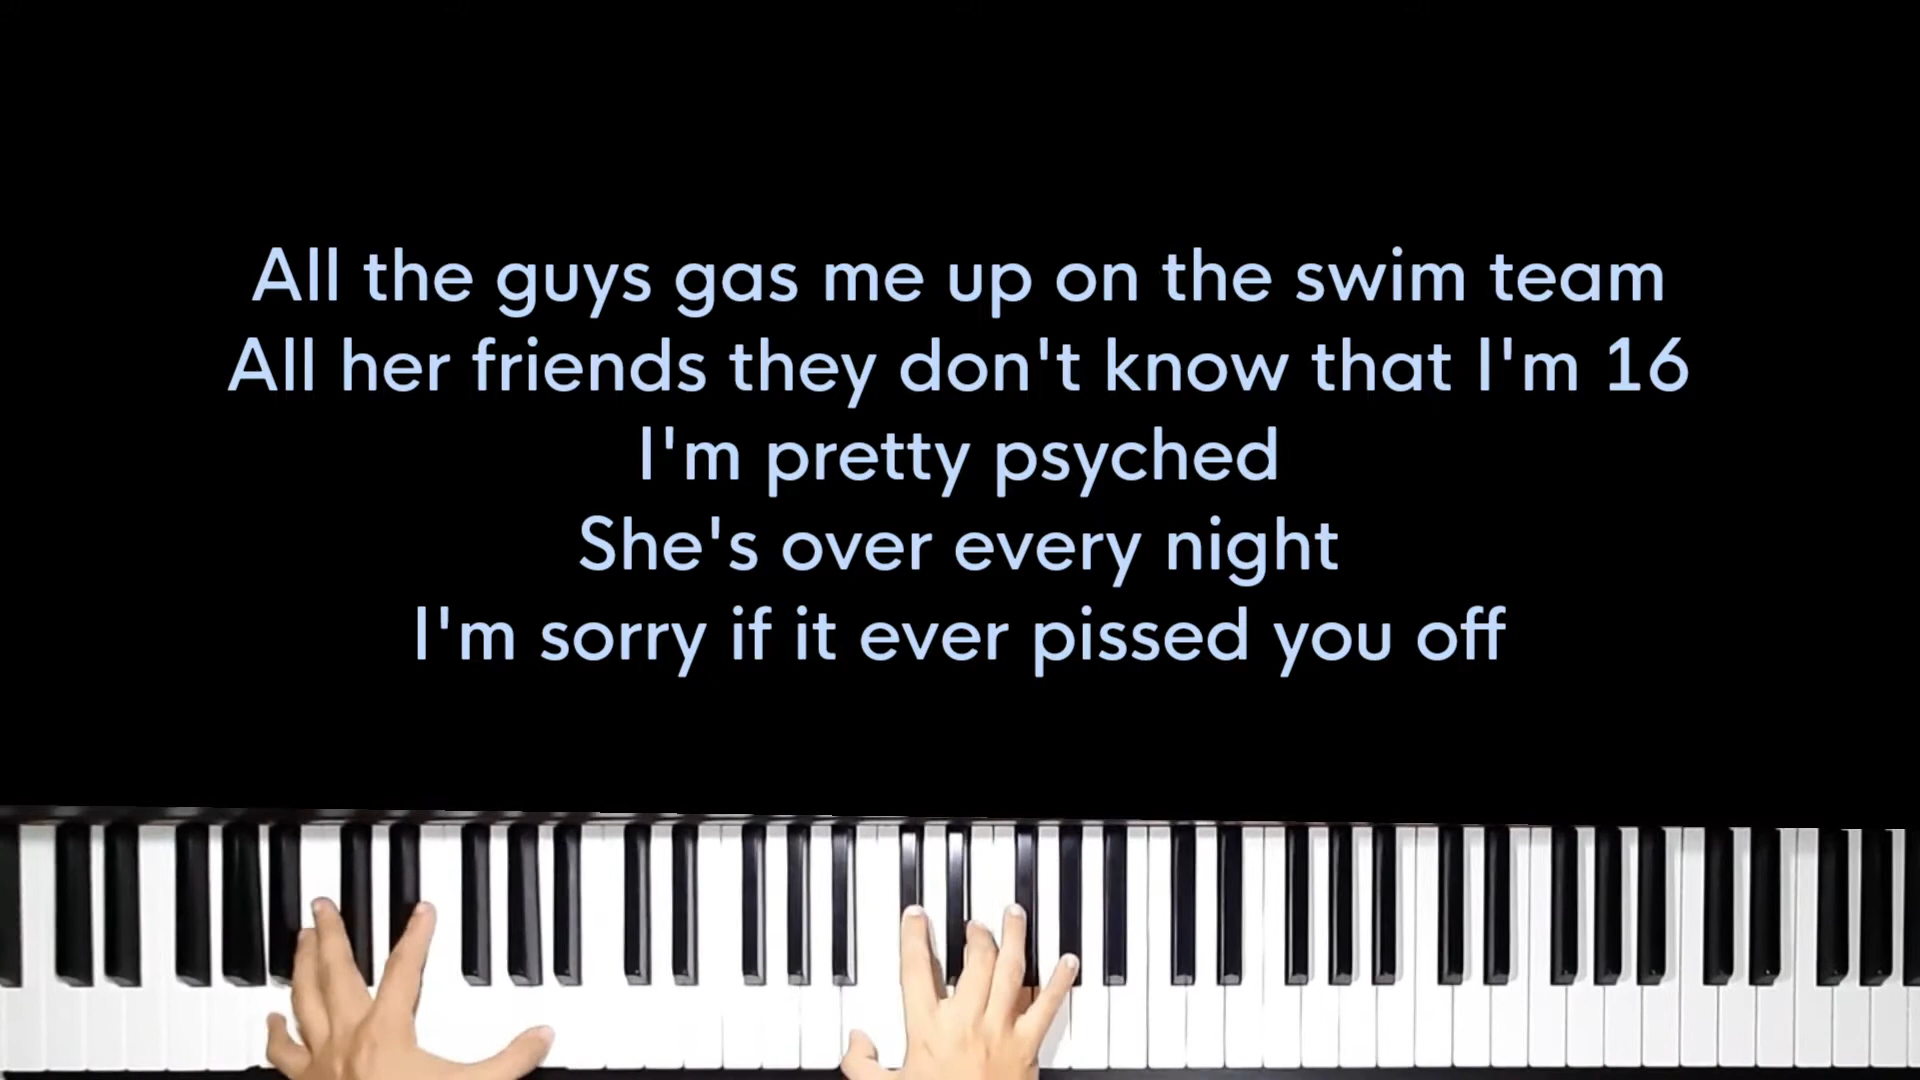 All the guys gas me up on the swim team
All her friends they don't know that I'm 16
I'm pretty psyched
She's over every night
I'm sorry if it ever pissed you off